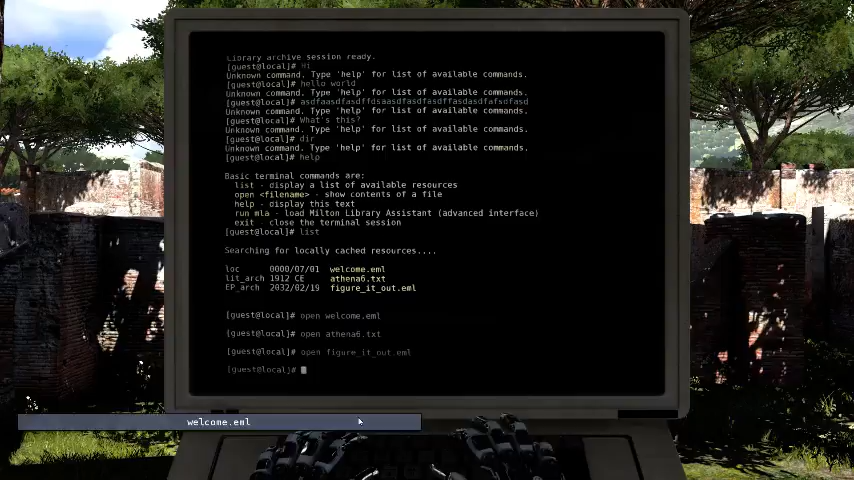 Library archive session ready.
[guest@local]# Hi
Unknown command. Type 'help' for list of available commands.
[guest@local]# hello world
Unknown command. Type 'help' for list of available commands.
[guest@local]# asdfaasdfasdffdsaasdfasdfasdffasdasdfafsdfasd
Unknown command. Type 'help' for list of available commands.
[guest@local]# What's this?
Unknown command. Type 'help' for list of available commands.
[guest@local]# dir
Unknown command. Type 'help' for list of available commands.
[guest@local]# help
Basic terminal commands are:
list - display a list of available resources
open <filename> - show contents of a file
help - display this text
run mla - load Milton Library Assistant (advanced interface)
exit - close the terminal session
[guest@local]# list
Searching for locally cached resources....
loc 0000/07/01 welcome.eml
lit_arch 1912 CE athena6.txt
EP_arch 2032/02/19 figure_it_out.eml
[guest@local]# open welcome.eml
[guest@local]# open athena6.txt
[guest@local]# open figure_it_out.eml
[guest@local]#
welcome.eml